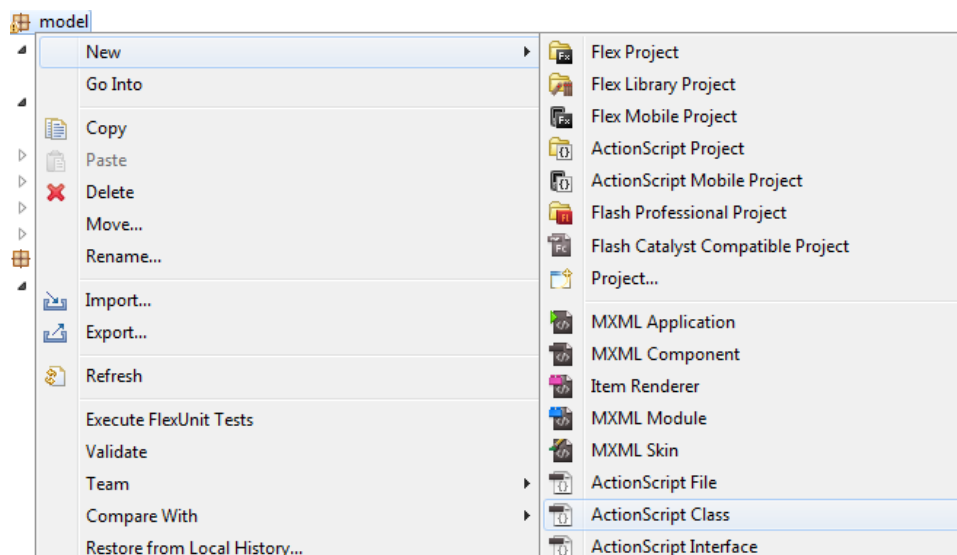 model
New
Go Into
Copy
Paste
Delete
Move...
Rename...
Import...
Export...
Refresh
Execute FlexUnit Tests
Validate
Team
Compare With
Restore from Local History...
Flex Project
Flex Library Project
Flex Mobile Project
ActionScript Project
ActionScript Mobile Project
Flash Professional Project
Flash Catalyst Compatible Project
Project...
MXML Application
MXML Component
Item Renderer
MXML Module
MXML Skin
ActionScript File
ActionScript Class
ActionScript Interface